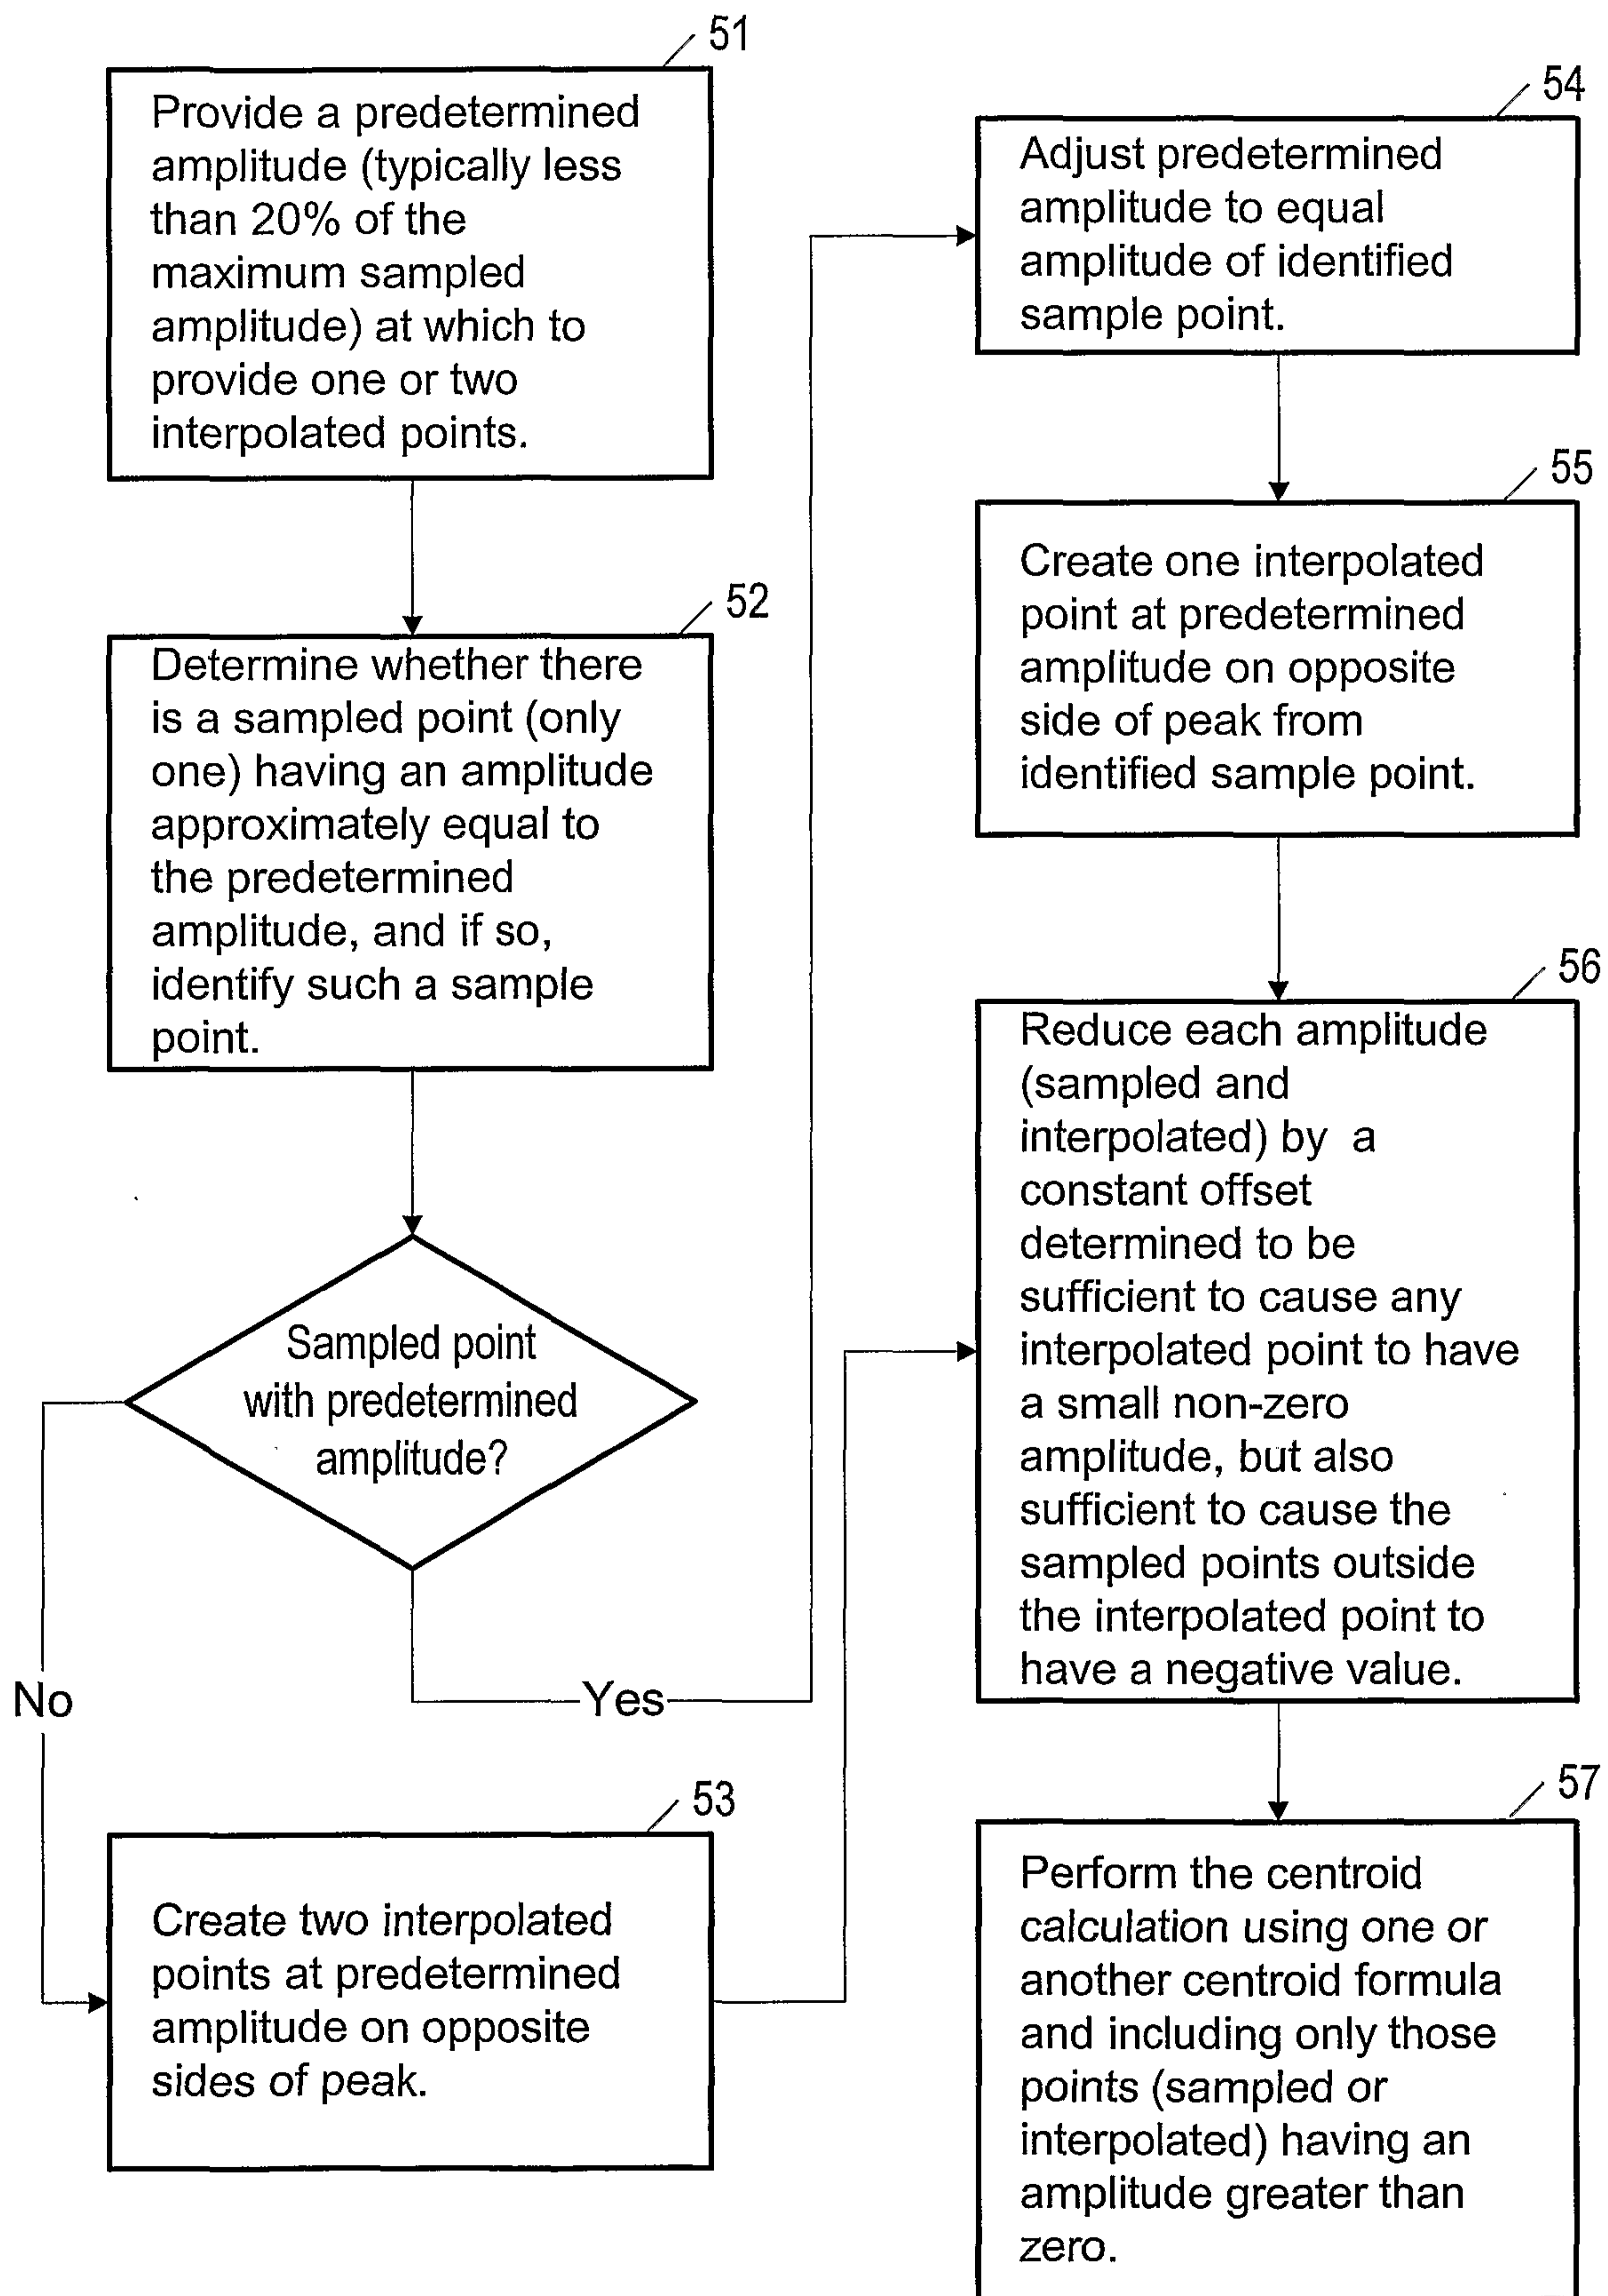 51
Provide a predetermined
amplitude (typically less
than 20% of the
maximum sampled
amplitude) at which to
provide one or two
interpolated points.
52
Determine whether there
is a sampled point (only
one) having an amplitude
approximately equal to
the predetermined
amplitude, and if so,
identify such a sample
point.
Sampled point
with predetermined
amplitude?
No
Yes
53
Create two interpolated
points at predetermined
amplitude on opposite
sides of peak.
54
Adjust predetermined
amplitude to equal
amplitude of identified
sample point.
55
Create one interpolated
point at predetermined
amplitude on opposite
side of peak from
identified sample point.
56
Reduce each amplitude
(sampled and
interpolated) by a
constant offset
determined to be
sufficient to cause any
interpolated point to have
a small non-zero
amplitude, but also
sufficient to cause the
sampled points outside
the interpolated point to
have a negative value.
57
Perform the centroid
calculation using one or
another centroid formula
and including only those
points (sampled or
interpolated) having an
amplitude greater than
zero.